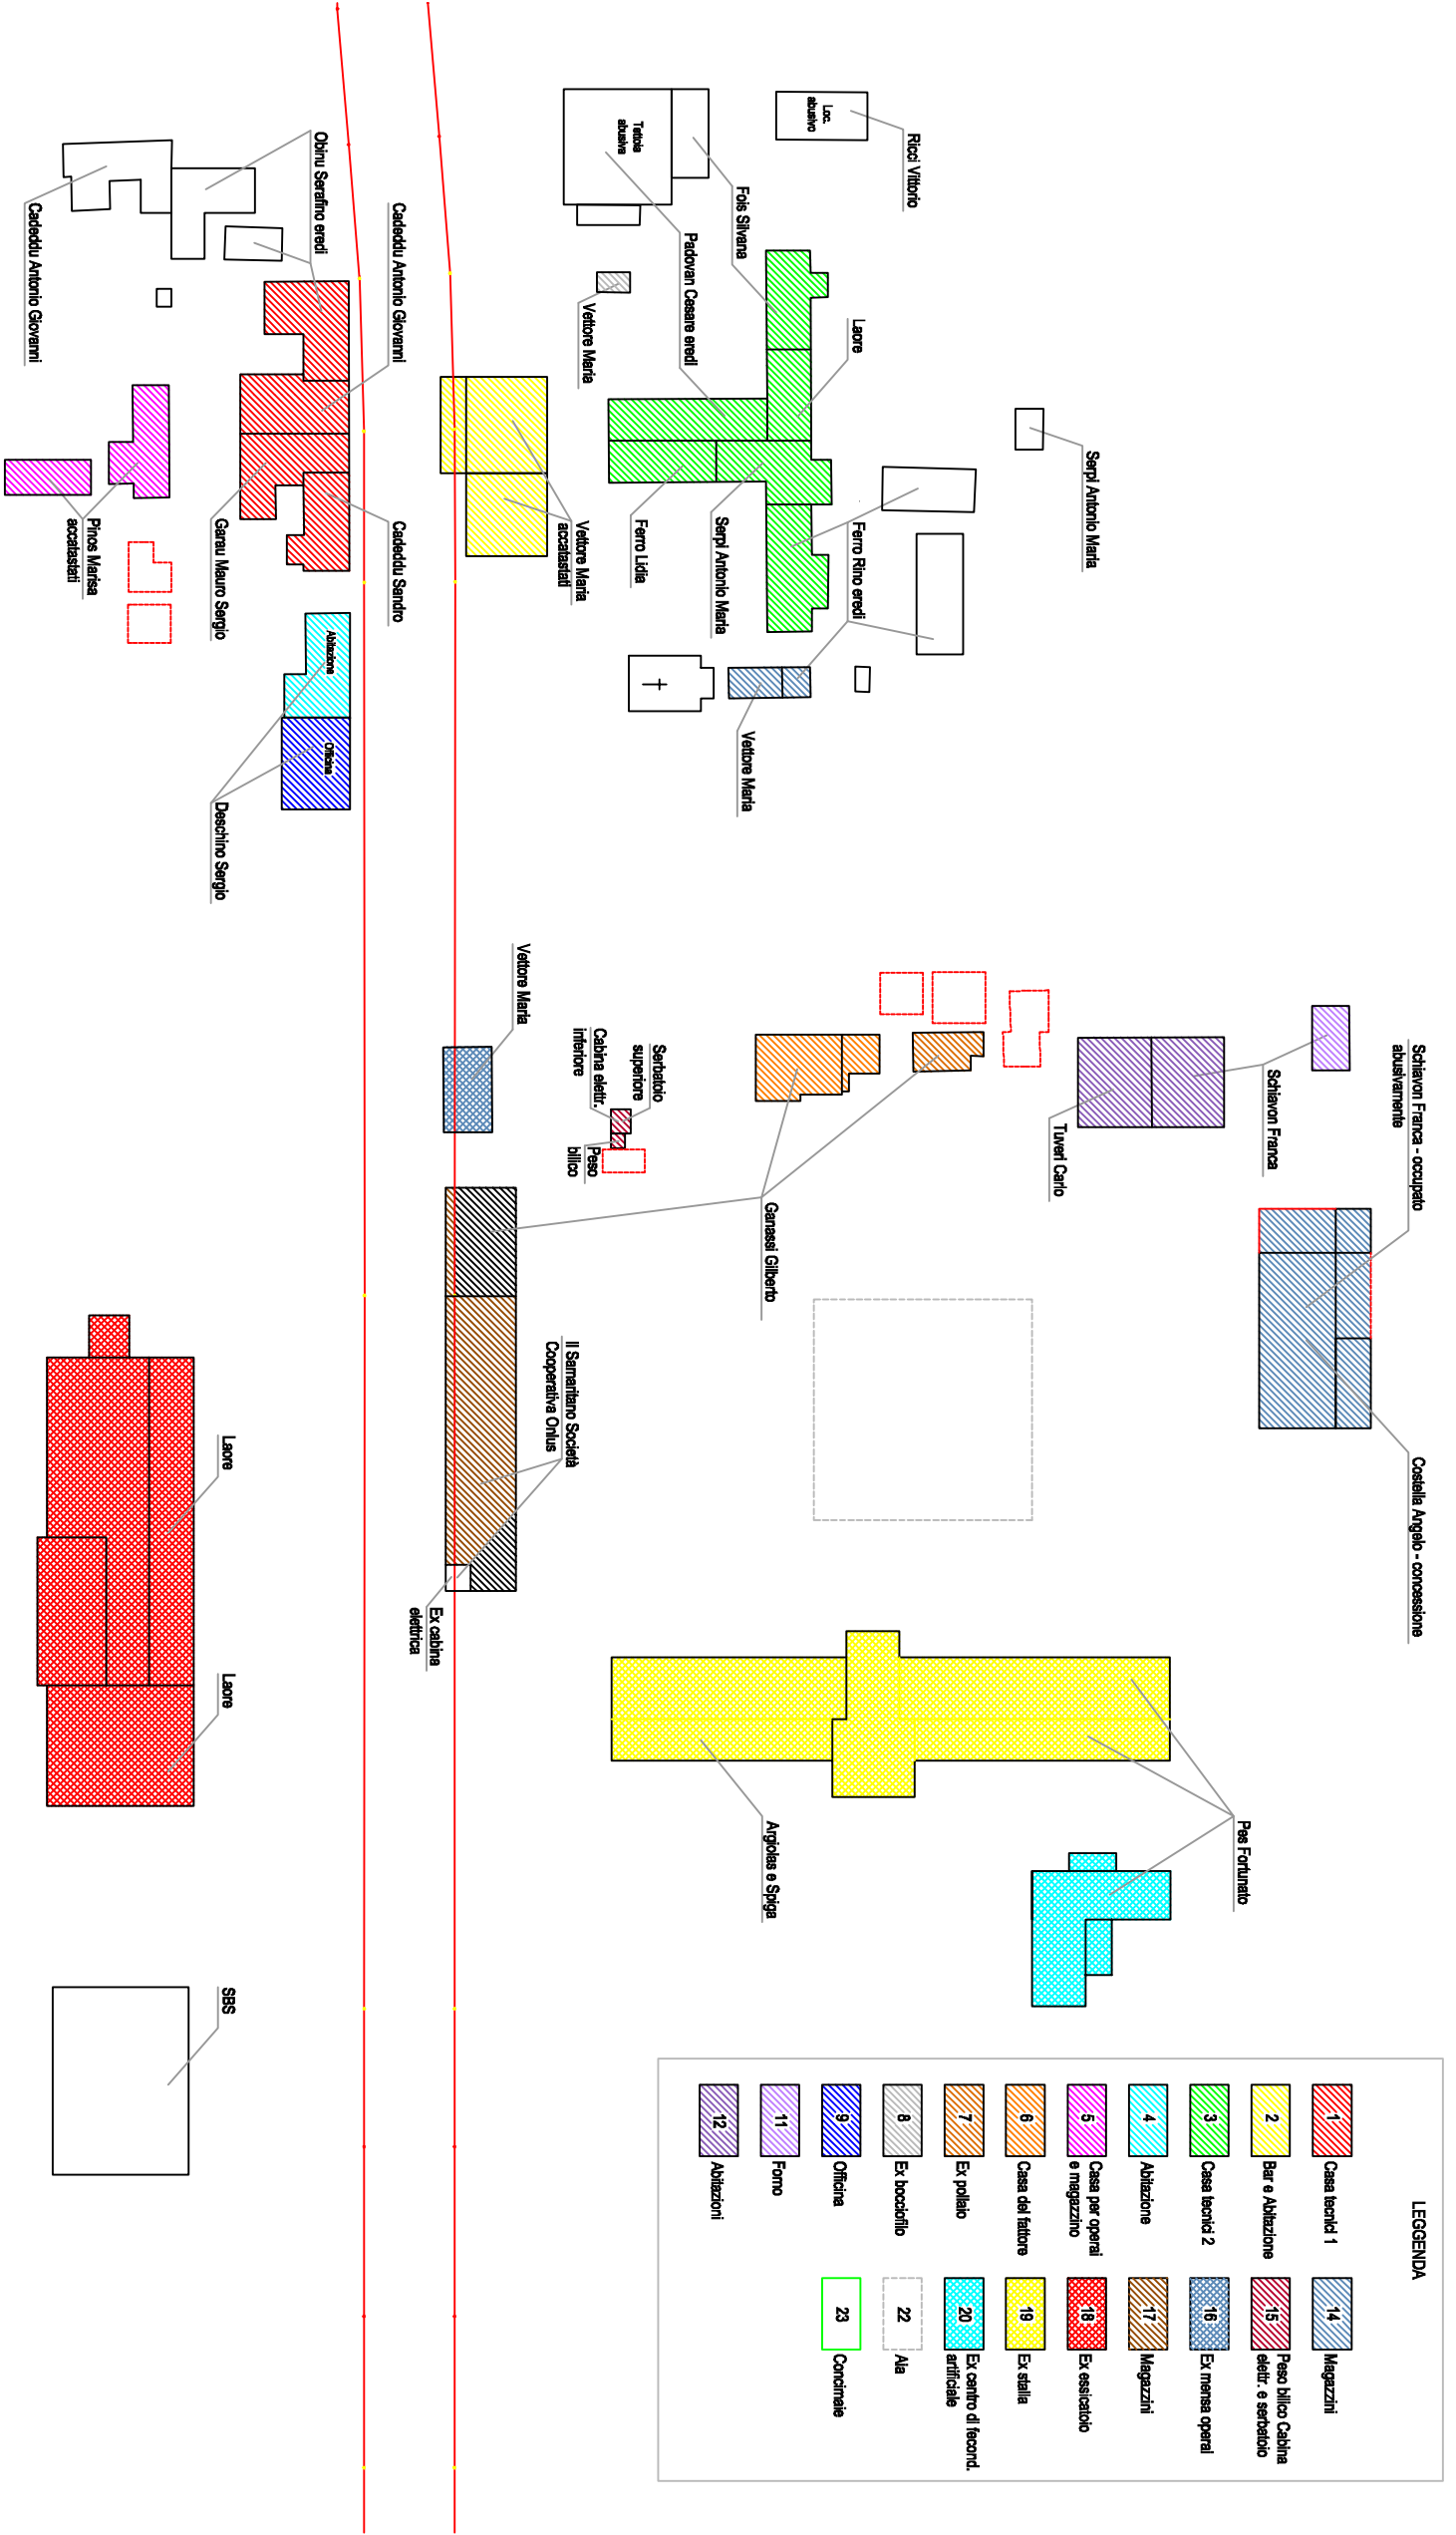 Ricci Vittorio
Loc.
abusivo
Fois Silvana
Tettoia
abusiva
Padovan Cesare eredi
Vettore Maria
Laore
Serpi Antonio Maria
Ferro Rino eredi
Serpi Antonio Maria
Ferro Lidia
Vettore Maria
accatastati
Vettore Maria
Obinu Serafino eredi
Cadeddu Antonio Giovanni
Cadeddu Antonio Giovanni
Cadeddu Sandro
Garau Mauro Sergio
Pinos Marisa
accatastati
Abitazione
Officina
Deschino Sergio
Schiavon Franca - occupato
abusivamente
Schiavon Franca
Tuveri Carlo
Costella Angelo - concessione
Ganassi Gilberto
Serbatoio
superiore
Cabina elettr.
inferiore
Peso
bilico
Vettore Maria
Il Samaritano Società
Cooperativa Onlus
Ex cabina
elettrica
Laore
Laore
Pes Fortunato
Argiolas e Spiga
SBS
LEGGENDA
1 Casa tecnici 1
2 Bar e Abitazione
3 Casa tecnici 2
4 Abitazione
5 Casa per operai
e magazzino
6 Casa del fattore
7 Ex pollaio
8 Ex bocciofilo
9 Officina
11 Forno
12 Abitazioni
14 Magazzini
15 Peso bilico Cabina
elettr. e serbatoio
16 Ex mensa operai
17 Magazzini
18 Ex essicatoio
19 Ex stalla
20 Ex centro di fecond.
artificiale
22 Aia
23 Concimaie